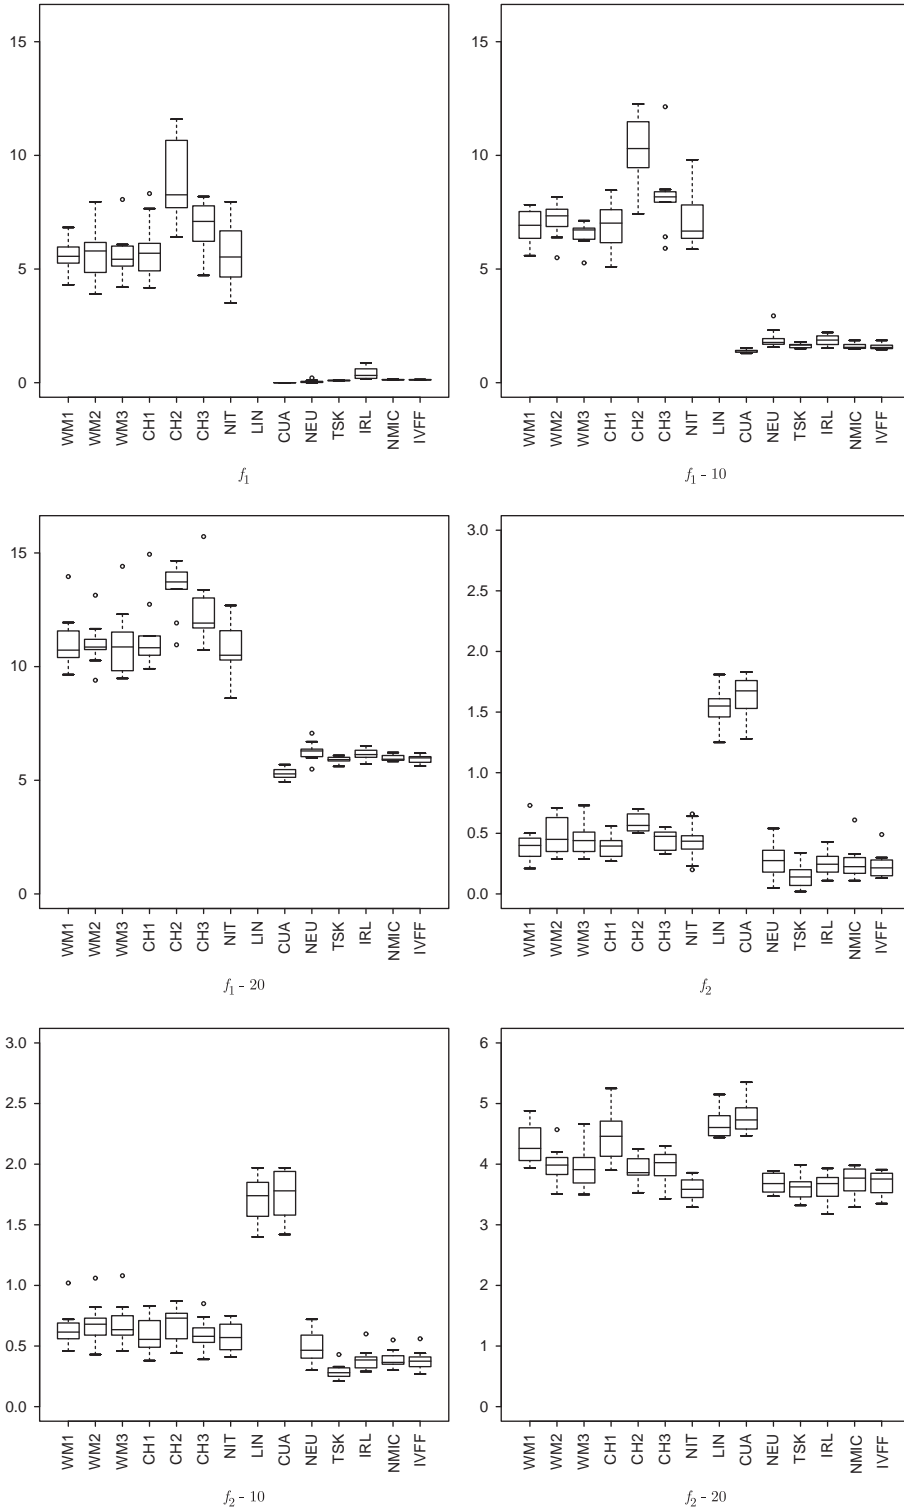 15
10
5
0
WM1 WM2 WM3 CH1 CH2 CH3 NIT LIN CUA NEU TSK IRL NMIC IVFF
f1
15
10
5
0
WM1 WM2 WM3 CH1 CH2 CH3 NIT LIN CUA NEU TSK IRL NMIC IVFF
f1 - 10
15
10
5
0
WM1 WM2 WM3 CH1 CH2 CH3 NIT LIN CUA NEU TSK IRL NMIC IVFF
f1 - 20
3.0
2.5
2.0
1.5
1.0
0.5
0.0
WM1 WM2 WM3 CH1 CH2 CH3 NIT LIN CUA NEU TSK IRL NMIC IVFF
f2
3.0
2.5
2.0
1.5
1.0
0.5
0.0
WM1 WM2 WM3 CH1 CH2 CH3 NIT LIN CUA NEU TSK IRL NMIC IVFF
f2 - 10
6
5
4
3
2
1
0
WM1 WM2 WM3 CH1 CH2 CH3 NIT LIN CUA NEU TSK IRL NMIC IVFF
f2 - 20